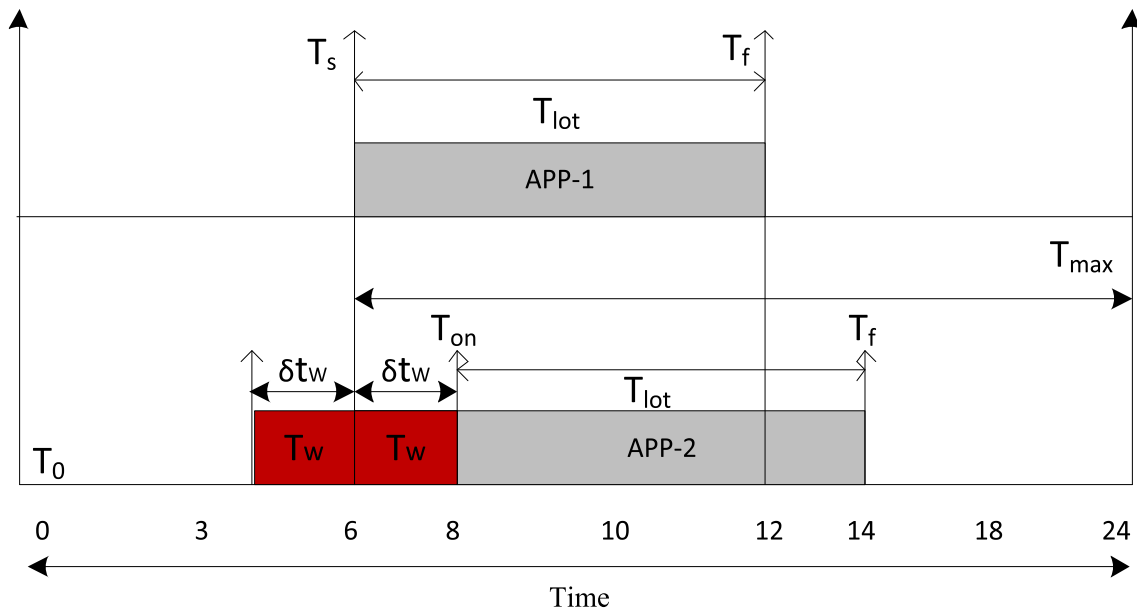 Ts Tf
Tlot
APP-1
Tmax
Ton Tf
δtw δtw
Tlot
Tw Tw APP-2
T0
0 3 6 8 10 12 14 18 24
Time